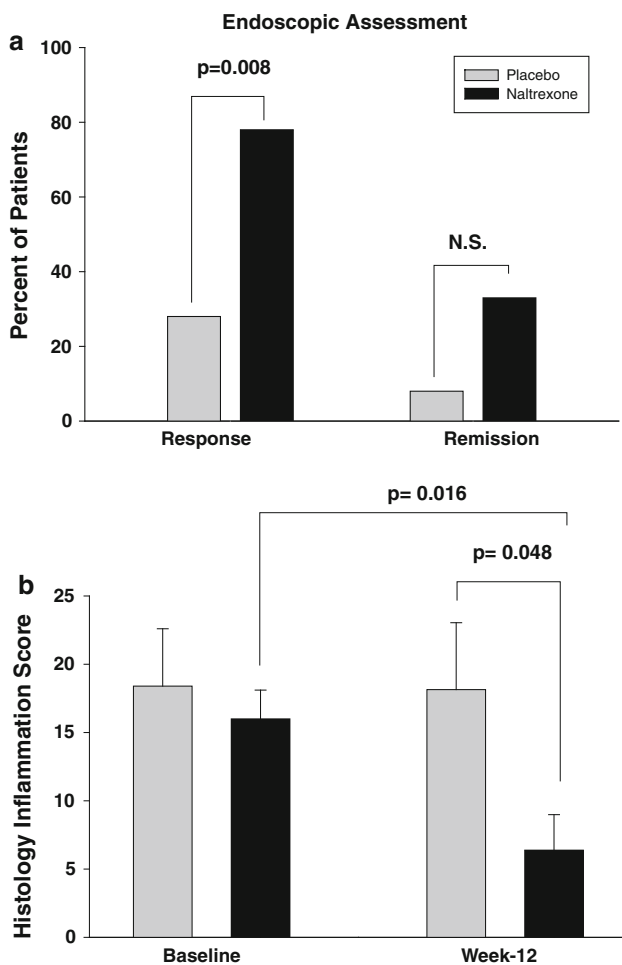 Endoscopic Assessment
a
100
80
60
40
20
0
Percent of Patients
p=0.008
N.S.
Placebo
Naltrexone
Response
Remission
p= 0.016
p= 0.048
b
25
20
15
10
5
0
Histology Inflammation Score
Baseline
Week-12